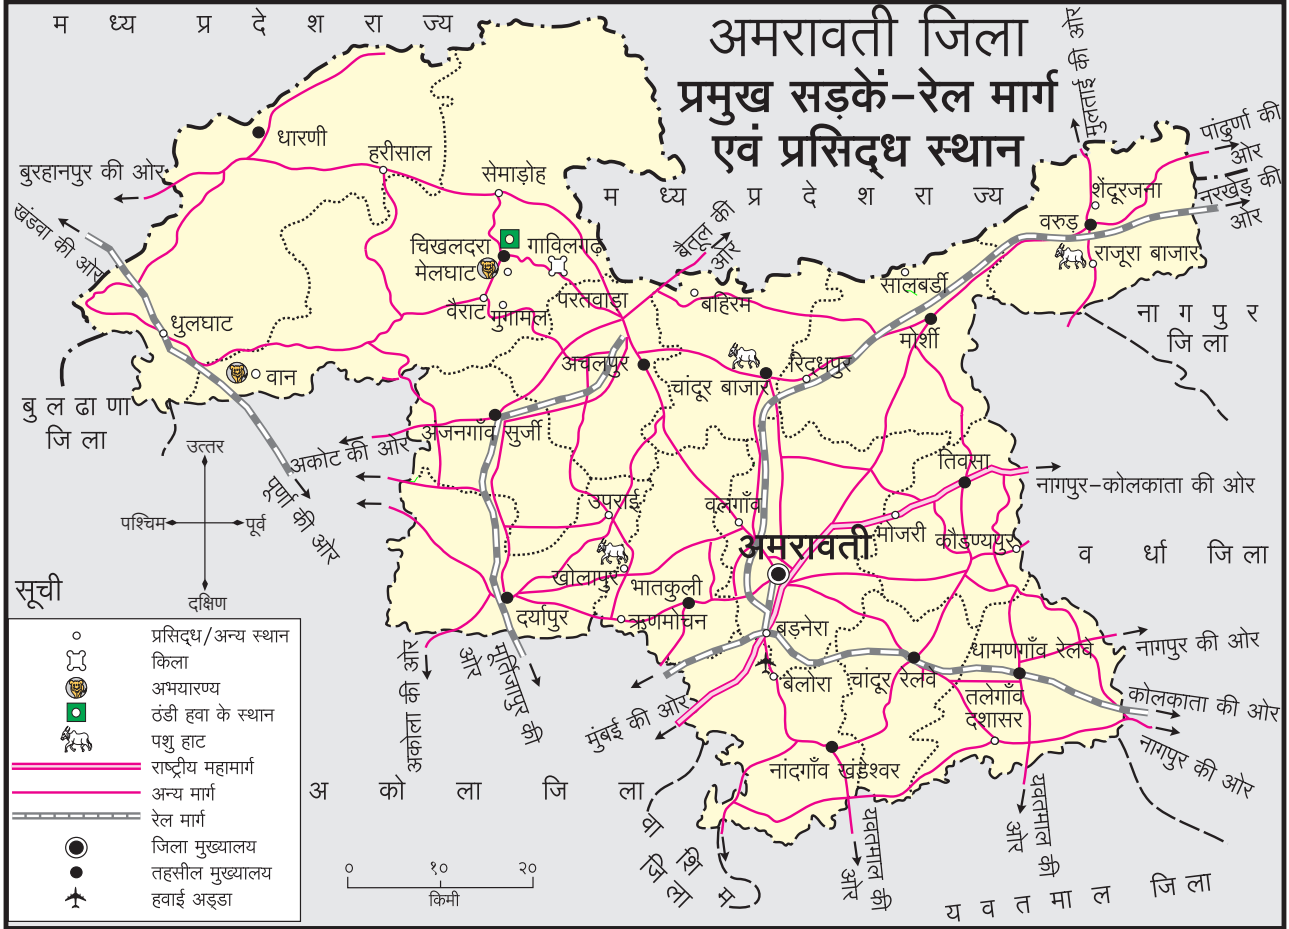 म ध्य प्र दे श रा ज्य
अमरावती जिला
प्रमुख सड़कें-रेल मार्ग
एवं प्रसिद्ध स्थान
मुलताई की ओर
पांढुर्णा की
ओर
नरखेड़ की
ओर
धारणी
हरीसाल
सेमाड़ोह
बुरहानपुर की ओर
खंडवा की ओर
म ध्य प्र दे श रा ज्य
बैतूल की
ओर
शेंदूरजना
वरुड़
राजूरा बाजार
चिखलदरा
गाविलगढ़
मेलघाट
वैराट
गुगामल
परतवाड़ा
बहिरम
सालबर्डी
मोर्शी
ना ग पु र
जि ला
धुलघाट
वान
अचलपुर
चांदूर बाजार
रिद्धपुर
बु ल ढा णा
जि ला
अजनगाँव सुर्जी
अकोट की ओर
पूर्णा की ओर
उत्तर
पश्चिम
पूर्व
दक्षिण
तिवसा
नागपुर-कोलकाता की ओर
उपराई
वलगाँव
मोजरी
कौडण्यपुर
अमरावती
व र्धा जि ला
खोलापुर
भातकुली
दर्यापुर
ऋणमोचन
बड़नेरा
बेलोरा
चांदूर रेलवे
धामणगाँव रेलवे
नागपुर की ओर
तलेगाँव
दशासर
कोलकाता की ओर
नागपुर की ओर
मुंबई की ओर
अकोला की ओर
मूर्तिजापुर की
ओर
नांदगाँव खंडेश्वर
अ को ला जि ला
वा शि म
जि ला
यवतमाल की
ओर
यवतमाल की
ओर
य व त मा ल जि ला
सूची
प्रसिद्ध/अन्य स्थान
किला
अभयारण्य
ठंडी हवा के स्थान
पशु हाट
राष्ट्रीय महामार्ग
अन्य मार्ग
रेल मार्ग
जिला मुख्यालय
तहसील मुख्यालय
हवाई अड्डा
० १० २०
किमी